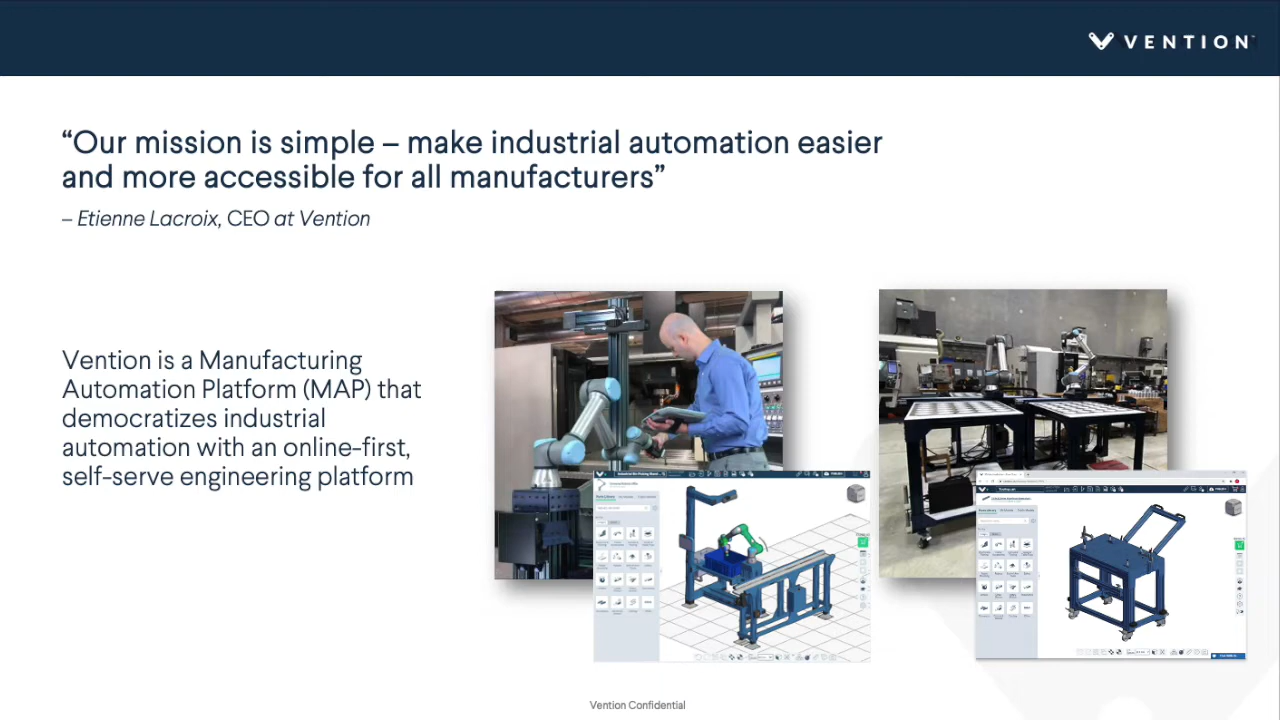 VENTION
“Our mission is simple – make industrial automation easier
and more accessible for all manufacturers”
– Etienne Lacroix, CEO at Vention
Vention is a Manufacturing
Automation Platform (MAP) that
democratizes industrial
automation with an online-first,
self-serve engineering platform
Vention Confidential